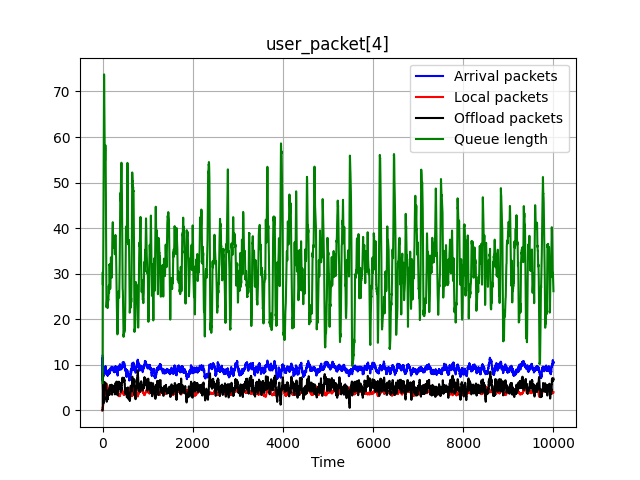 user_packet[4]
Arrival packets
Local packets
Offload packets
Queue length
70
60
50
40
30
20
10
0
0 2000 4000 6000 8000 10000
Time